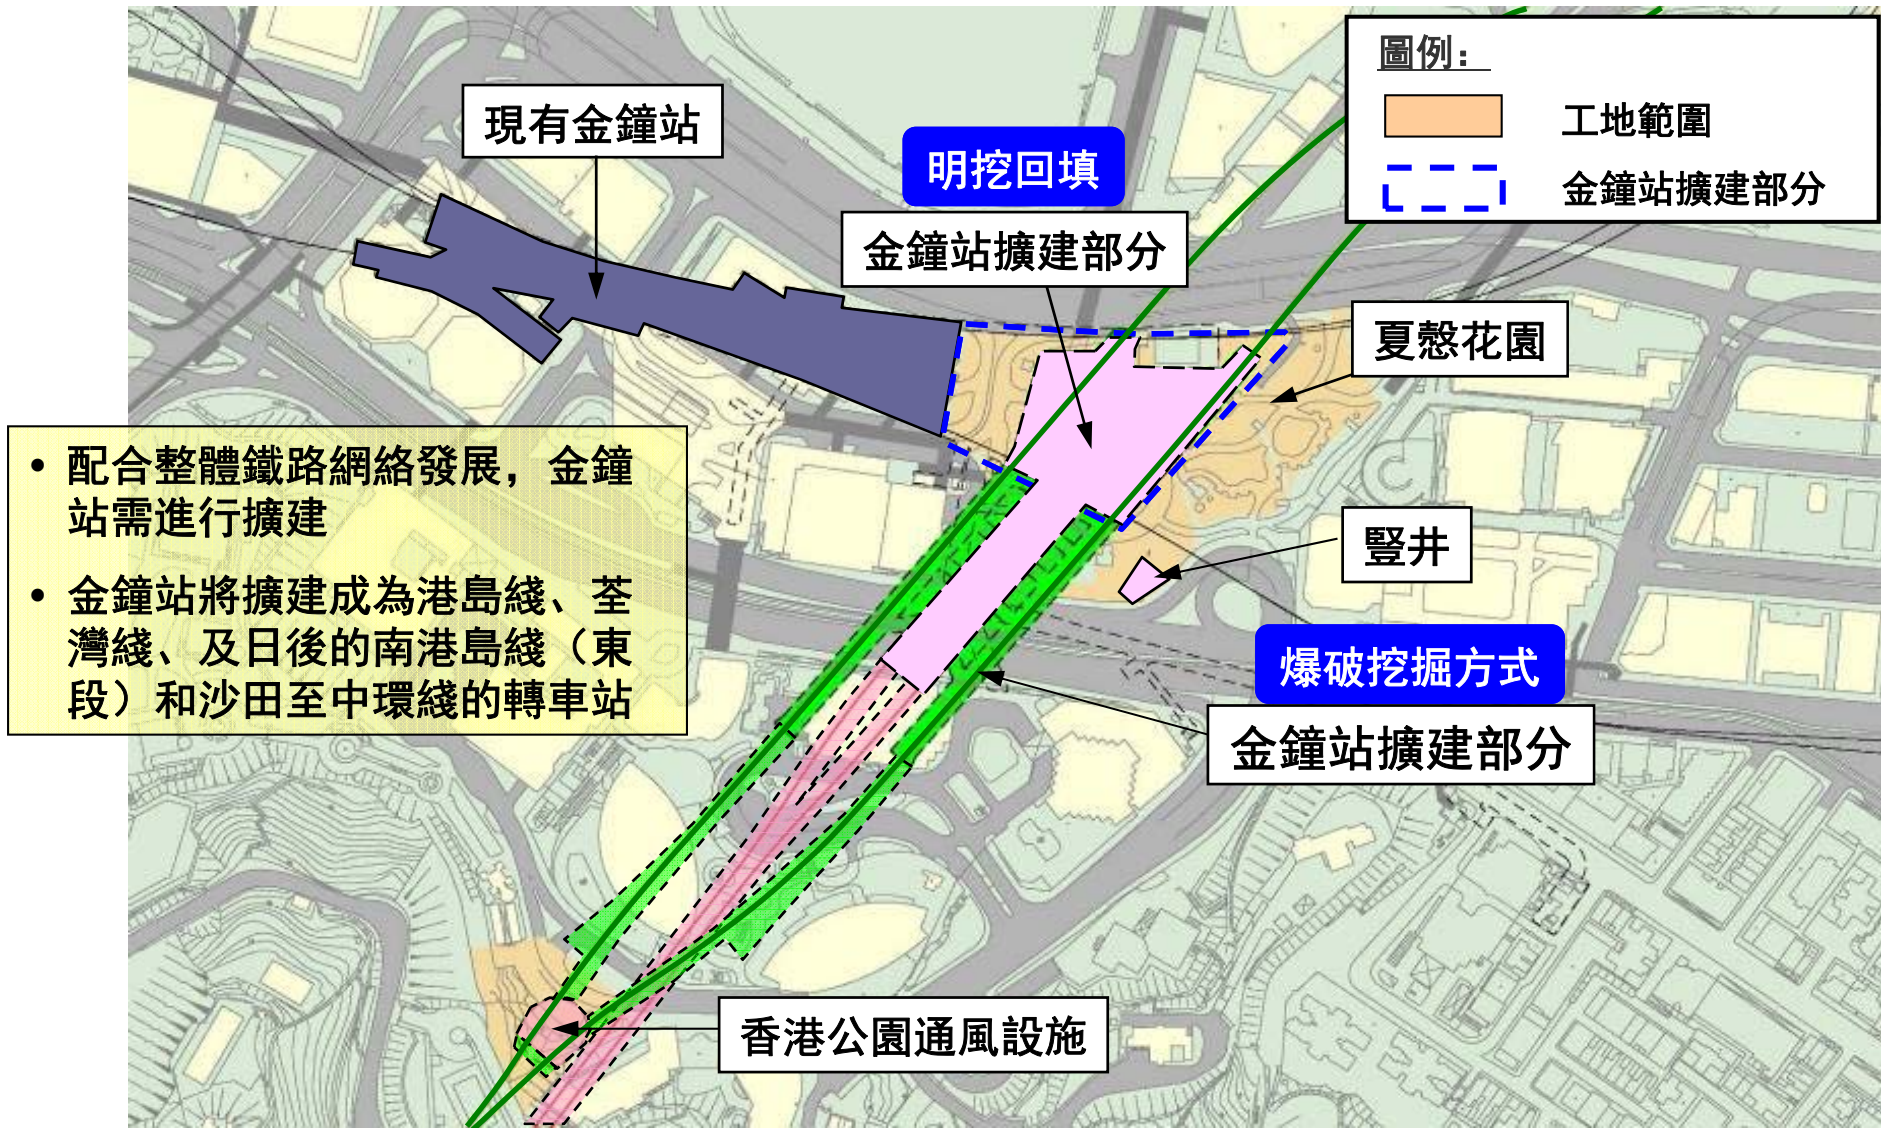 圖例：
工地範圍
金鐘站擴建部分
現有金鐘站
明挖回填
金鐘站擴建部分
夏慤花園
• 配合整體鐵路網絡發展，金鐘
站需進行擴建
• 金鐘站將擴建成為港島綫、荃
灣綫、及日後的南港島綫（東
段）和沙田至中環綫的轉車站
豎井
爆破挖掘方式
金鐘站擴建部分
香港公園通風設施